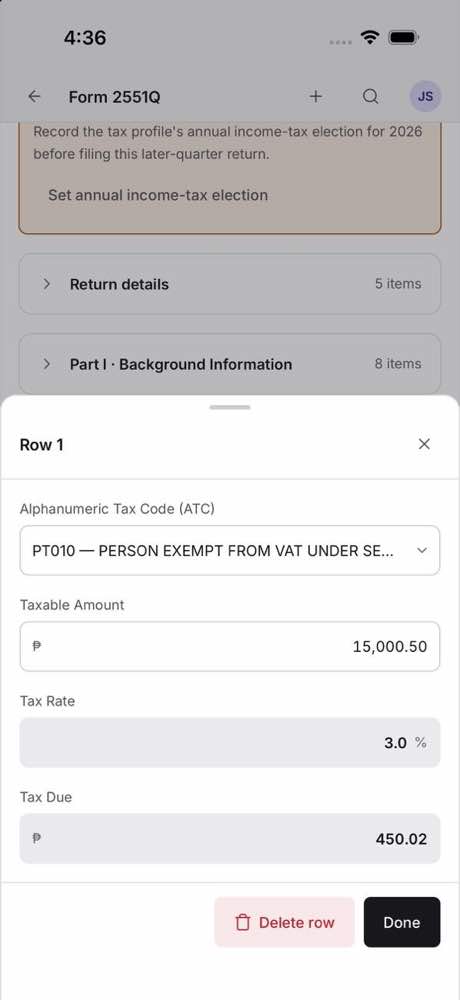 4:36
Form 2551Q
JS
Record the tax profile's annual income-tax election for 2026
before filing this later-quarter return.
Set annual income-tax election
Return details
5 items
Part I · Background Information
8 items
Row 1
Alphanumeric Tax Code (ATC)
PT010 — PERSON EXEMPT FROM VAT UNDER SE...
Taxable Amount
₱ 15,000.50
Tax Rate
3.0 %
Tax Due
₱ 450.02
Delete row
Done